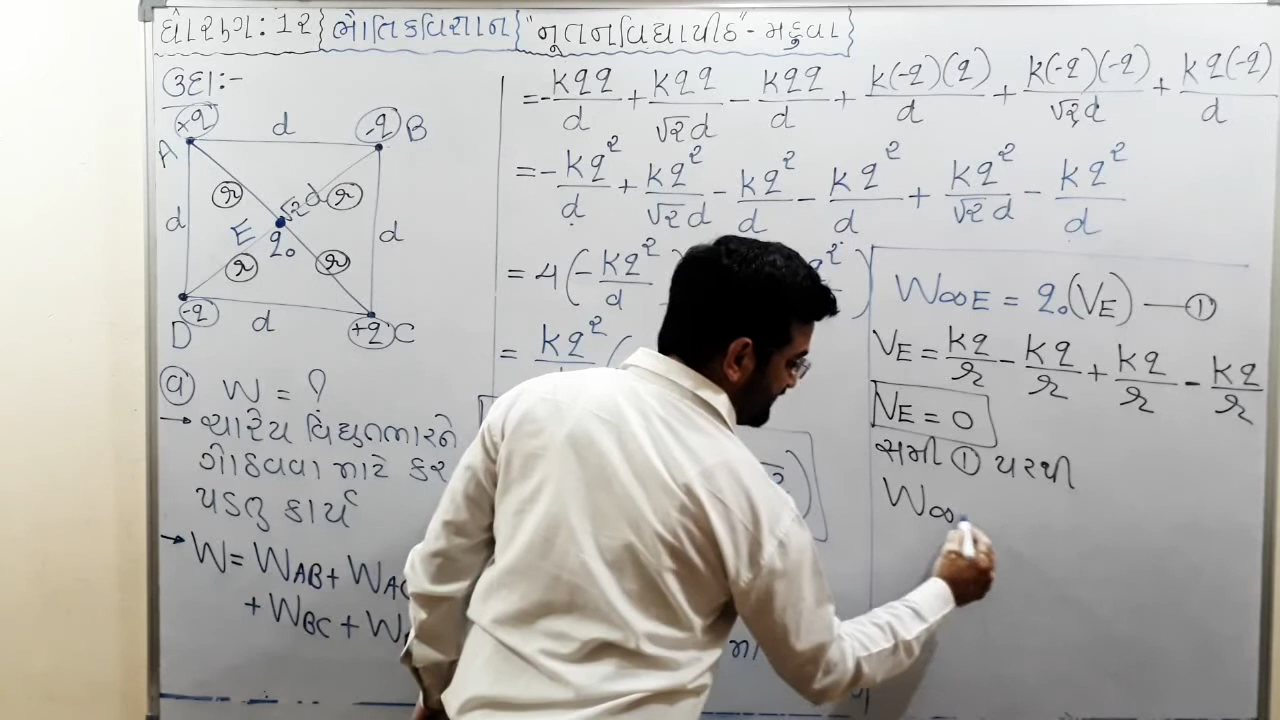 ધોરણ : 12 } ભૌતિકવિજ્ઞાન } "નૂતન વિદ્યાપીઠ" - મહુવા }
ઉદા :-
+q d -q B
A
r √2 d r
d d
E q₀
r r
-q
D d +q C
(a) W = ?
→ ચારેય વિદ્યુતભારને
ગોઠવવા માટે કર
પડતુ કાર્ય
→ W = W_AB + W_AC
+ W_BC + W
= -kqq/d + kqq/√2d - kqq/d + k(-q)(q)/d + k(-q)(-q)/√2d + kq(-q)/d
= -kq²/d + kq²/√2d - kq²/d - kq²/d + kq²/√2d - kq²/d
= 4(-kq²/d
= kq²
W∞E = q₀(V_E) — ①
V_E = kq/r - kq/r + kq/r - kq/r
V_E = 0
સમી ① પરથી
W∞